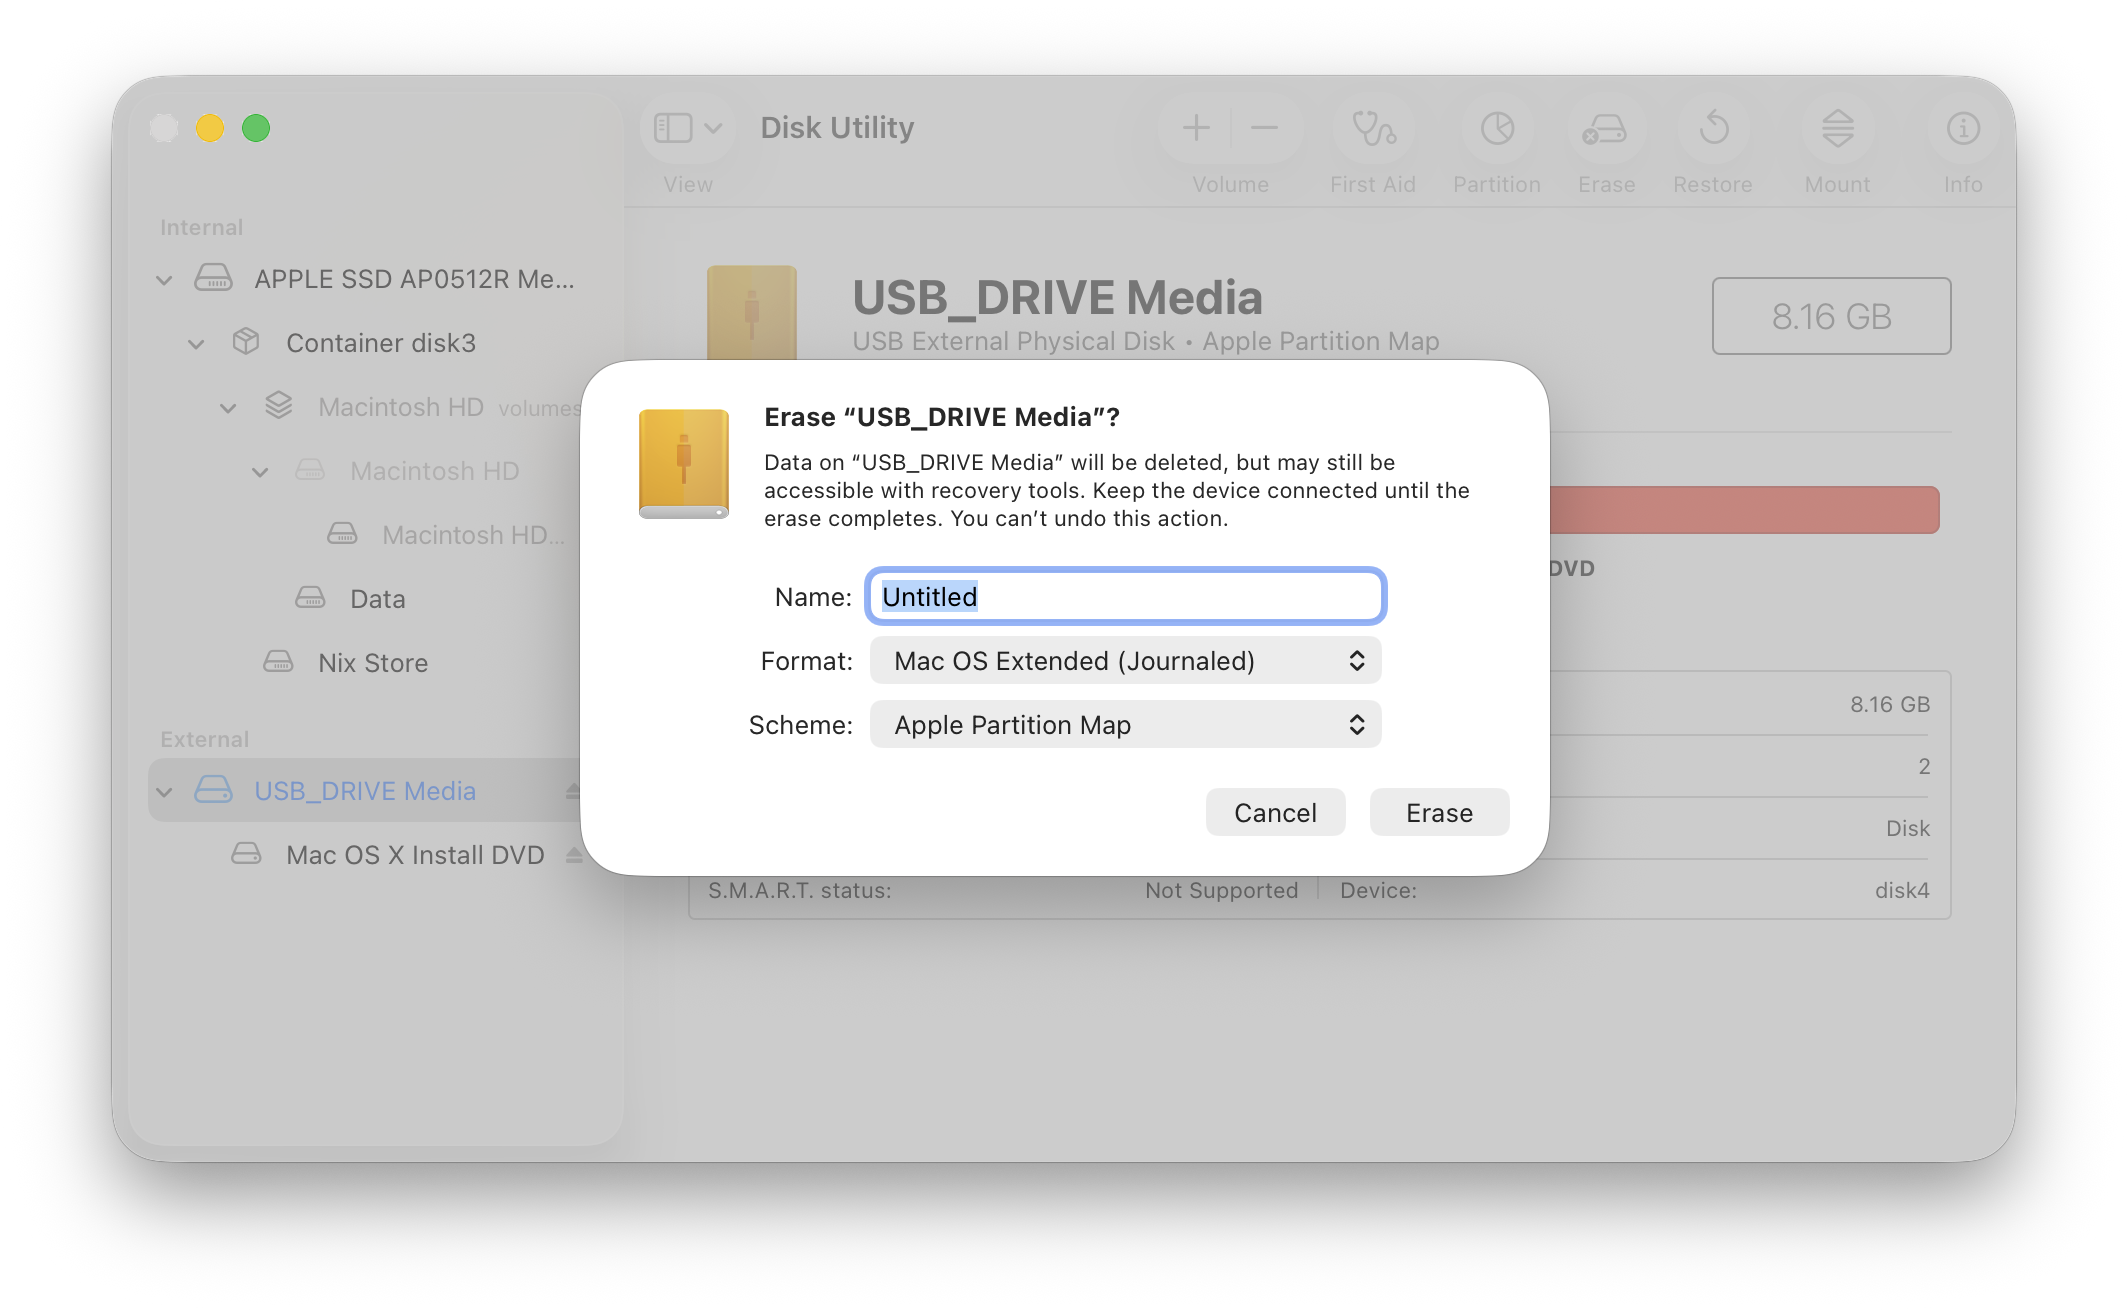 Disk Utility
View
Volume
First Aid
Partition
Erase
Restore
Mount
Info
Internal
APPLE SSD AP0512R Me...
Container disk3
Macintosh HD volumes
Macintosh HD
Macintosh HD...
Data
Nix Store
External
USB_DRIVE Media
Mac OS X Install DVD
USB_DRIVE Media
USB External Physical Disk • Apple Partition Map
8.16 GB
Erase “USB_DRIVE Media”?
Data on “USB_DRIVE Media” will be deleted, but may still be
accessible with recovery tools. Keep the device connected until the
erase completes. You can’t undo this action.
Name: Untitled
Format: Mac OS Extended (Journaled)
Scheme: Apple Partition Map
Cancel
Erase
DVD
8.16 GB
2
Disk
S.M.A.R.T. status: Not Supported
Device: disk4